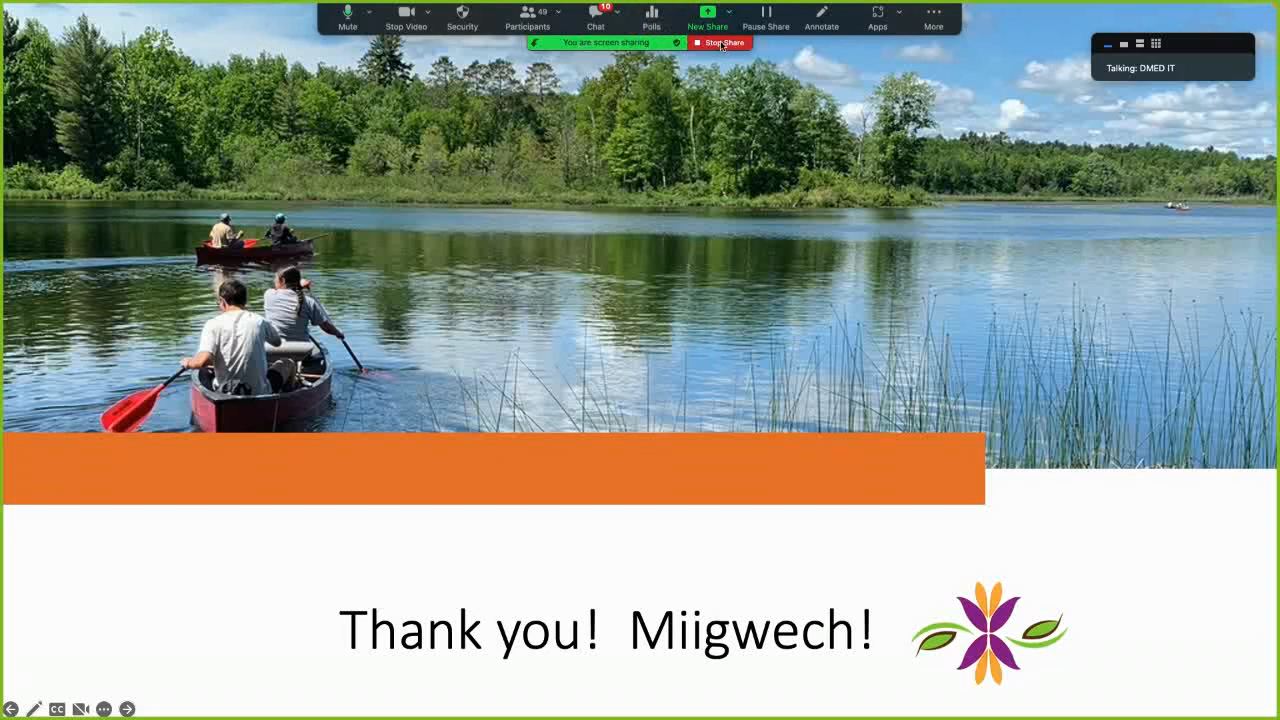 Mute
Stop Video
Security
49
Participants
10
Chat
Polls
New Share
Pause Share
Annotate
Apps
More
You are screen sharing
Stop Share
Talking: DMED IT
Thank you! Miigwech!
CC